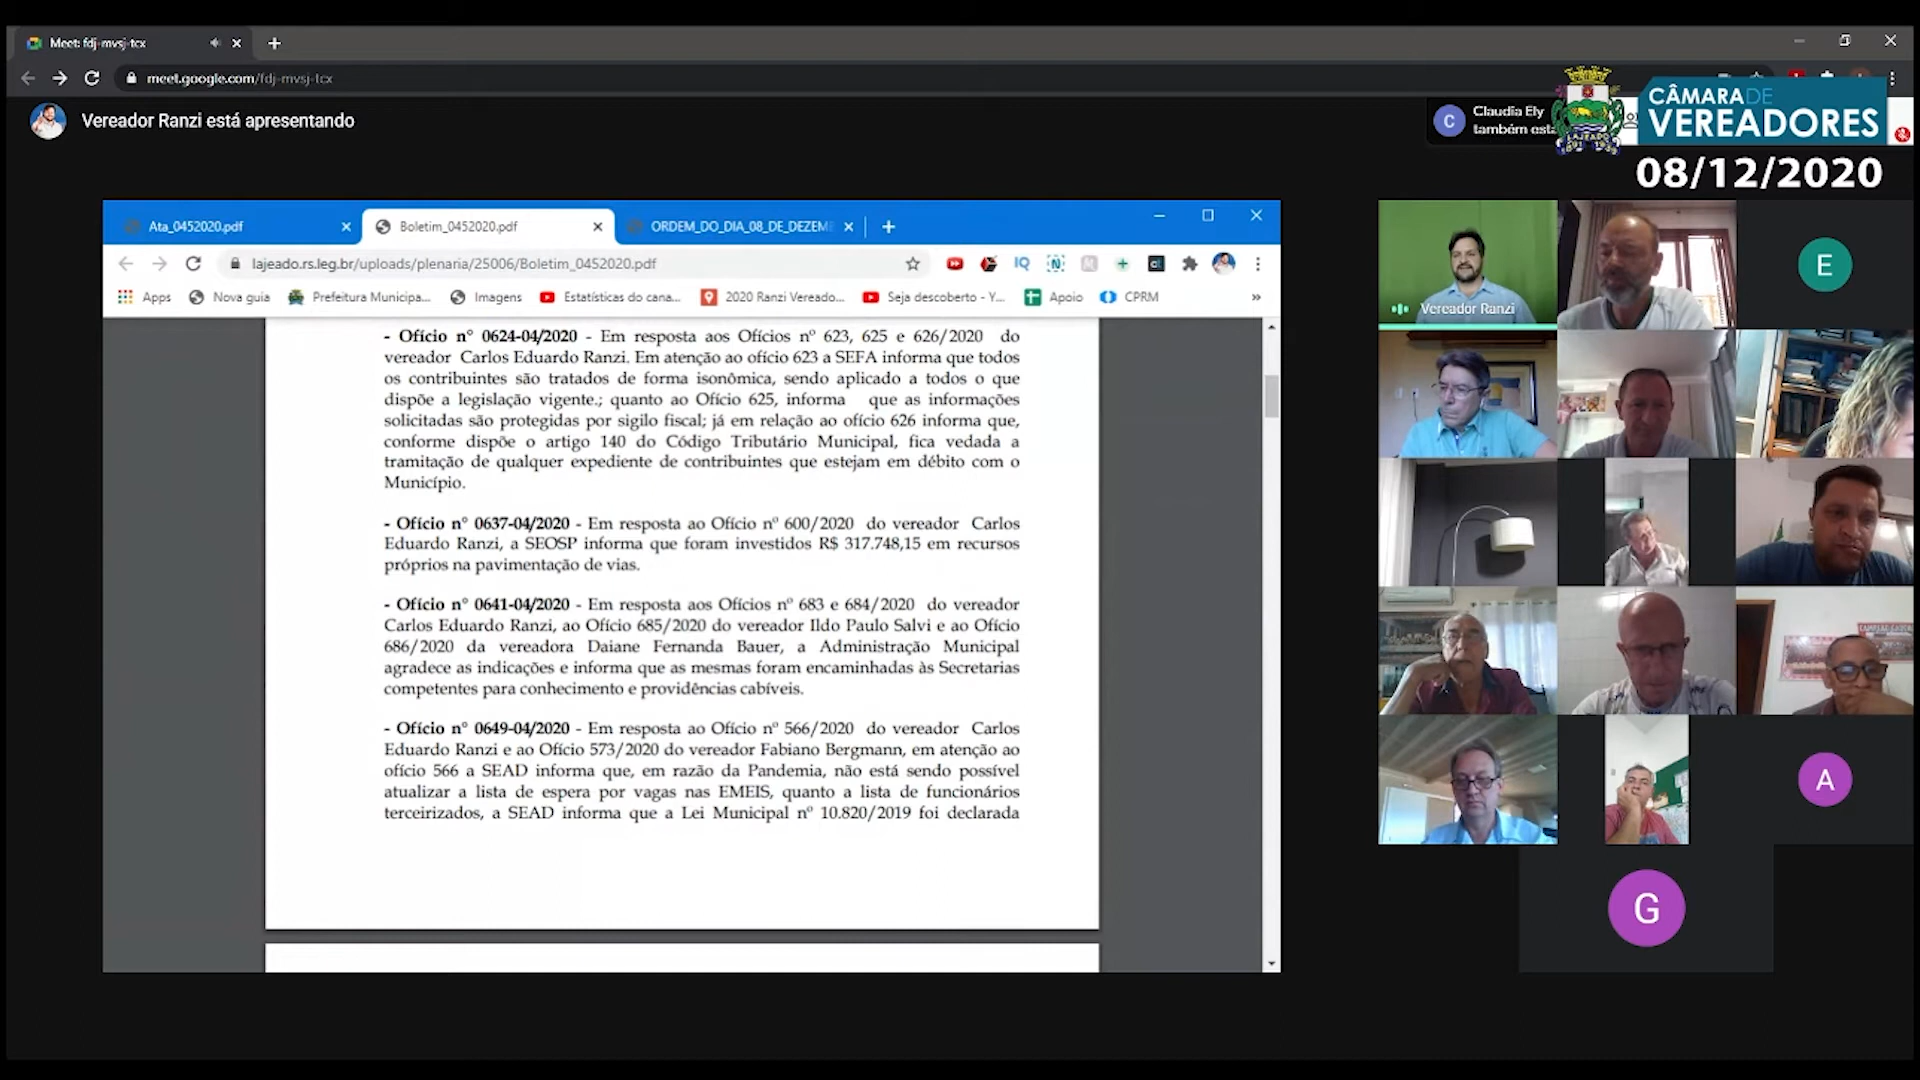 Meet: fdj-mvsj-tcx
meet.google.com/fdj-mvsj-tcx
Vereador Ranzi está apresentando
C
Claudia Ely
também está
LAJEADO
CÂMARA DE
VEREADORES
08/12/2020
Ata_0452020.pdf
Boletim_0452020.pdf
ORDEM_DO_DIA_08_DE_DEZEM
lajeado.rs.leg.br/uploads/plenaria/25006/Boletim_0452020.pdf
Apps
Nova guia
Prefeitura Municipa...
Imagens
Estatísticas do cana...
2020 Ranzi Vereado...
Seja descoberto - Y...
Apoio
CPRM
- Ofício n° 0624-04/2020 - Em resposta aos Ofícios nº 623, 625 e 626/2020 do
vereador Carlos Eduardo Ranzi. Em atenção ao ofício 623 a SEFA informa que todos
os contribuintes são tratados de forma isonômica, sendo aplicado a todos o que
dispõe a legislação vigente.; quanto ao Ofício 625, informa que as informações
solicitadas são protegidas por sigilo fiscal; já em relação ao ofício 626 informa que,
conforme dispõe o artigo 140 do Código Tributário Municipal, fica vedada a
tramitação de qualquer expediente de contribuintes que estejam em débito com o
Município.
- Ofício n° 0637-04/2020 - Em resposta ao Ofício nº 600/2020 do vereador Carlos
Eduardo Ranzi, a SEOSP informa que foram investidos R$ 317.748,15 em recursos
próprios na pavimentação de vias.
- Ofício n° 0641-04/2020 - Em resposta aos Ofícios nº 683 e 684/2020 do vereador
Carlos Eduardo Ranzi, ao Ofício 685/2020 do vereador Ildo Paulo Salvi e ao Ofício
686/2020 da vereadora Daiane Fernanda Bauer, a Administração Municipal
agradece as indicações e informa que as mesmas foram encaminhadas às Secretarias
competentes para conhecimento e providências cabíveis.
- Ofício n° 0649-04/2020 - Em resposta ao Ofício nº 566/2020 do vereador Carlos
Eduardo Ranzi e ao Ofício 573/2020 do vereador Fabiano Bergmann, em atenção ao
ofício 566 a SEAD informa que, em razão da Pandemia, não está sendo possível
atualizar a lista de espera por vagas nas EMEIS, quanto a lista de funcionários
terceirizados, a SEAD informa que a Lei Municipal nº 10.820/2019 foi declarada
Vereador Ranzi
E
A
G